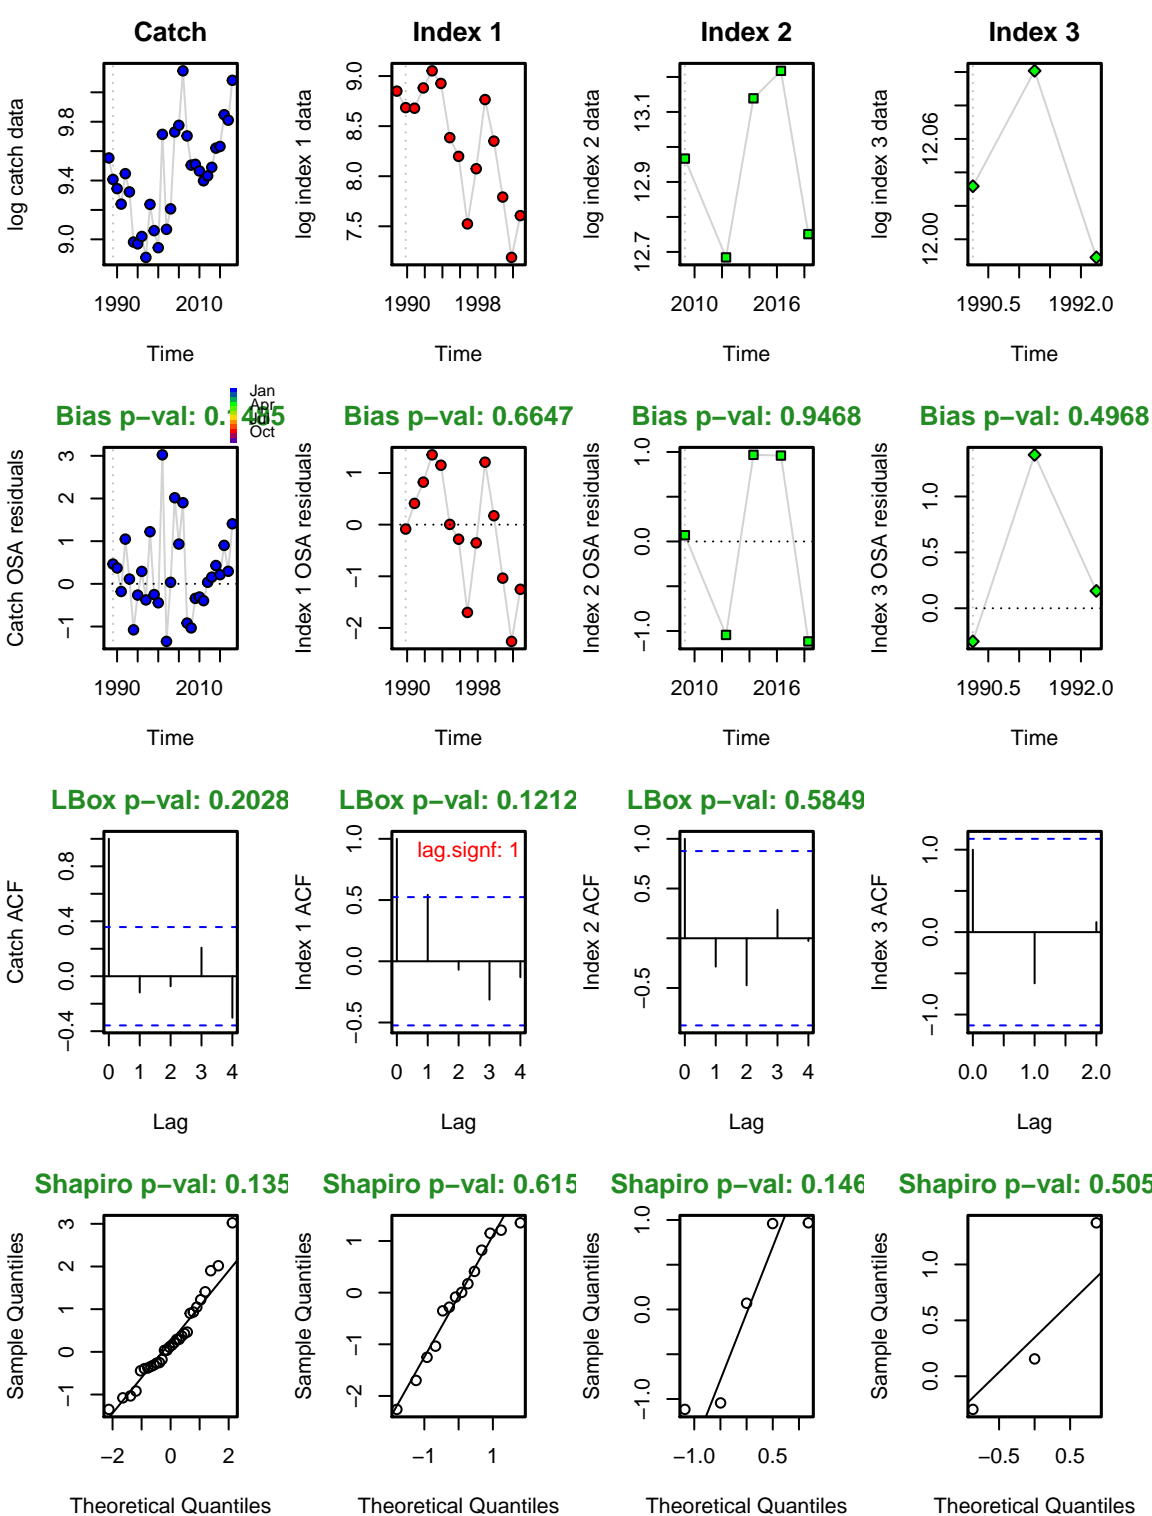 Catch
Index 1
Index 2
Index 3
log catch data
9.0 9.4 9.8
1990 2010
Time
log index 1 data
7.5 8.0 8.5 9.0
1990 1998
Time
log index 2 data
12.7 12.9 13.1
2010 2016
Time
log index 3 data
12.00 12.06
1990.5 1992.0
Time
Jan
Apr
Jul
Oct
Bias p−val: 0.1485
Bias p−val: 0.6647
Bias p−val: 0.9468
Bias p−val: 0.4968
Catch OSA residuals
−1 0 1 2 3
1990 2010
Time
Index 1 OSA residuals
−2 −1 0 1
1990 1998
Time
Index 2 OSA residuals
−1.0 0.0 1.0
2010 2016
Time
Index 3 OSA residuals
0.0 0.5 1.0
1990.5 1992.0
Time
LBox p−val: 0.2028
LBox p−val: 0.1212
LBox p−val: 0.5849
Catch ACF
−0.4 0.0 0.4 0.8
0 1 2 3 4
Lag
Index 1 ACF
−0.5 0.0 0.5 1.0
lag.signf: 1
0 1 2 3 4
Lag
Index 2 ACF
−0.5 0.5 1.0
0 1 2 3 4
Lag
Index 3 ACF
−1.0 0.0 1.0
0.0 1.0 2.0
Lag
Shapiro p−val: 0.135
Shapiro p−val: 0.615
Shapiro p−val: 0.146
Shapiro p−val: 0.505
Sample Quantiles
−1 0 1 2 3
−2 0 2
Theoretical Quantiles
Sample Quantiles
−2 −1 0 1
−1 1
Theoretical Quantiles
Sample Quantiles
−1.0 0.0 1.0
−1.0 0.5
Theoretical Quantiles
Sample Quantiles
0.0 0.5 1.0
−0.5 0.5
Theoretical Quantiles